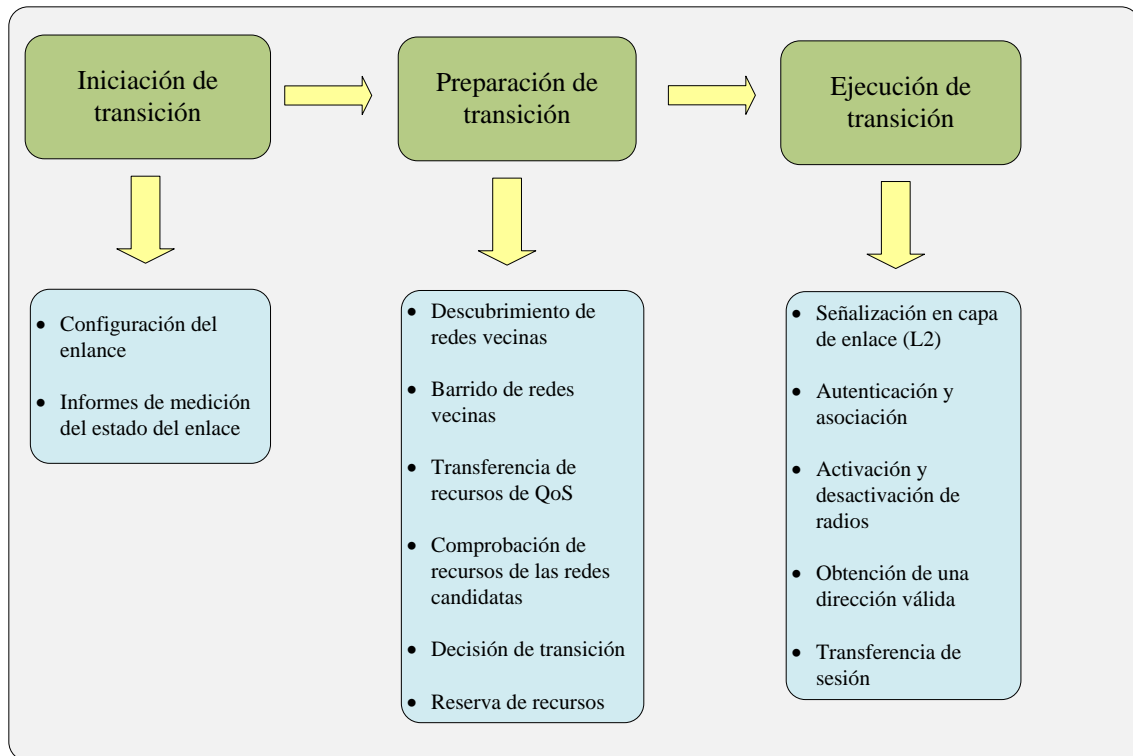 Iniciación de
transición
Preparación de
transición
Ejecución de
transición
• Configuración del
enlance
• Informes de medición
del estado del enlace
• Descubrimiento de
redes vecinas
• Barrido de redes
vecinas
• Transferencia de
recursos de QoS
• Comprobación de
recursos de las redes
candidatas
• Decisión de transición
• Reserva de recursos
• Señalización en capa
de enlace (L2)
• Autenticación y
asociación
• Activación y
desactivación de
radios
• Obtención de una
dirección válida
• Transferencia de
sesión